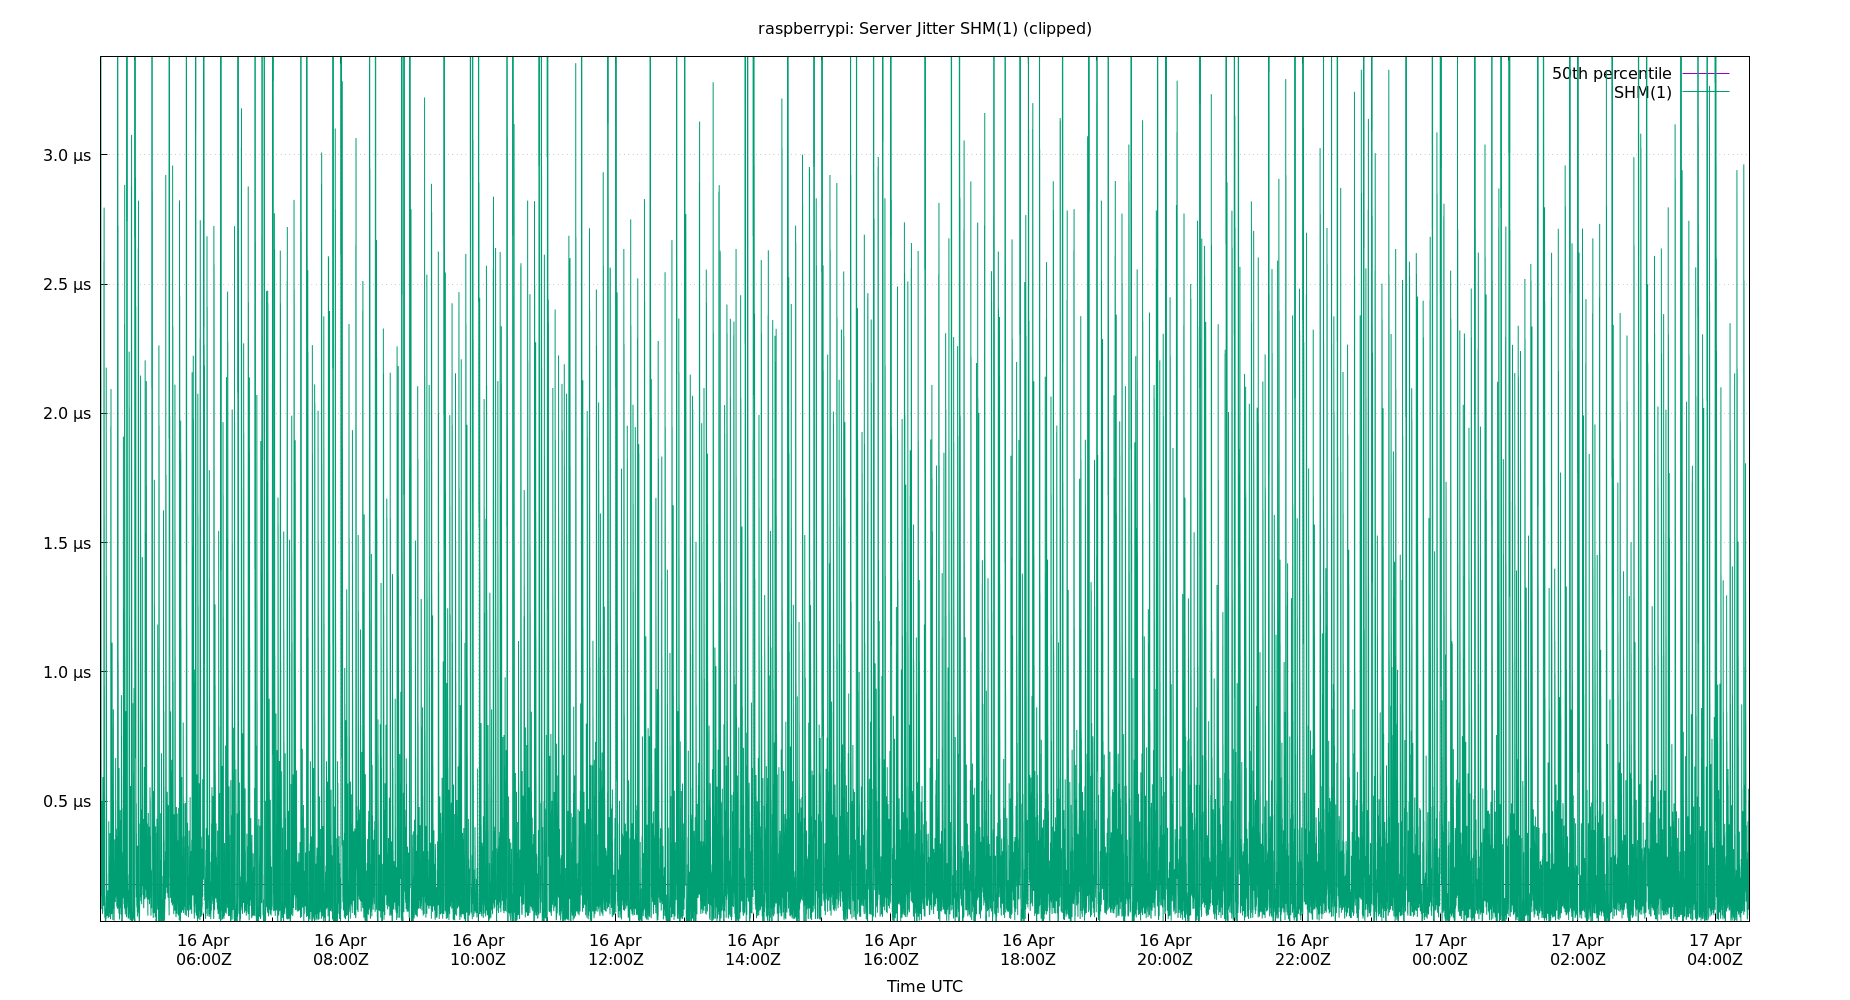 raspberrypi: Server Jitter SHM(1) (clipped)
50th percentile
SHM(1)
3.0 µs
2.5 µs
2.0 µs
1.5 µs
1.0 µs
0.5 µs
16 Apr 16 Apr 16 Apr 16 Apr 16 Apr 16 Apr 16 Apr 16 Apr 16 Apr 17 Apr 17 Apr 17 Apr
06:00Z 08:00Z 10:00Z 12:00Z 14:00Z 16:00Z 18:00Z 20:00Z 22:00Z 00:00Z 02:00Z 04:00Z
Time UTC